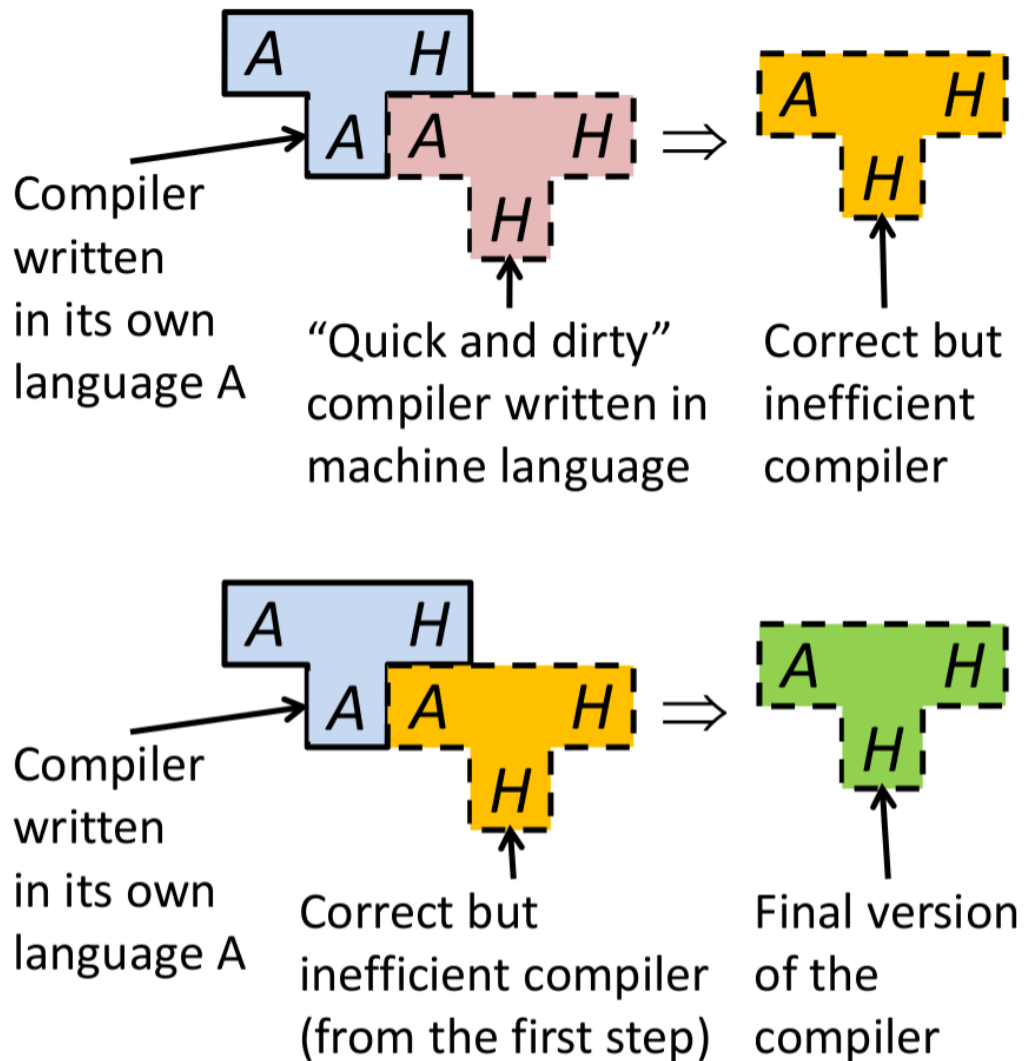 A H
A A H
H
⇒
A H
H
Compiler
written
in its own
language A
“Quick and dirty”
compiler written in
machine language
Correct but
inefficient
compiler
A H
A A H
H
⇒
A H
H
Compiler
written
in its own
language A
Correct but
inefficient compiler
(from the first step)
Final version
of the
compiler